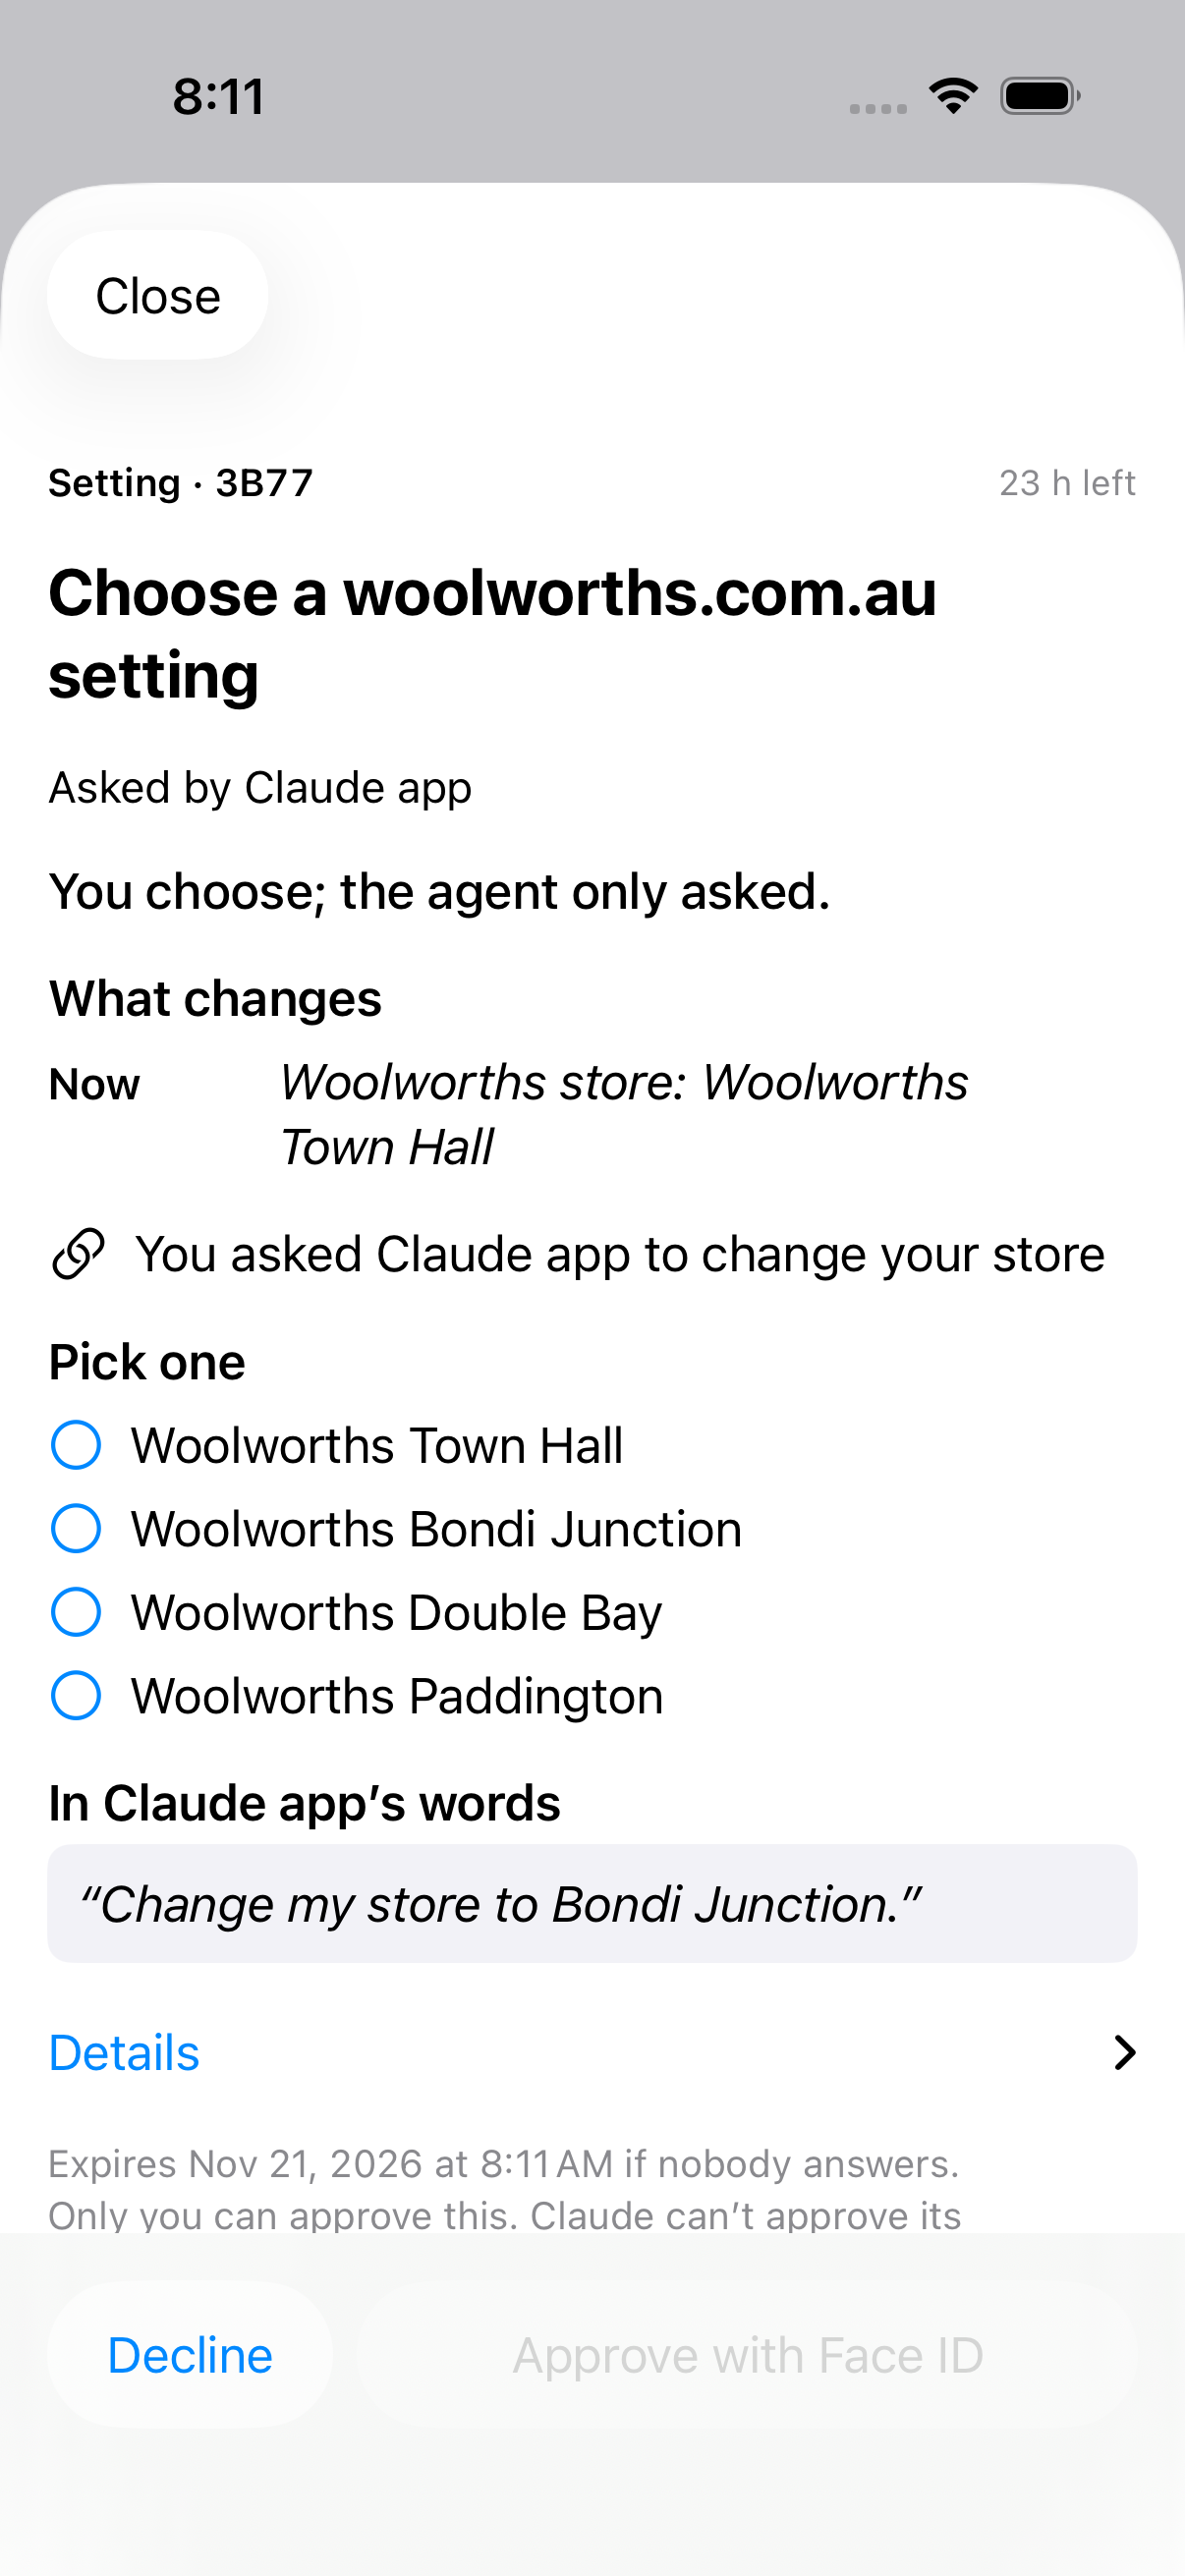 8:11
Close
Setting · 3B77
23 h left
Choose a woolworths.com.au
setting
Asked by Claude app
You choose; the agent only asked.
What changes
Now
Woolworths store: Woolworths
Town Hall
You asked Claude app to change your store
Pick one
Woolworths Town Hall
Woolworths Bondi Junction
Woolworths Double Bay
Woolworths Paddington
In Claude app’s words
“Change my store to Bondi Junction.”
Details
Expires Nov 21, 2026 at 8:11 AM if nobody answers.
Only you can approve this. Claude can’t approve its
Decline
Approve with Face ID